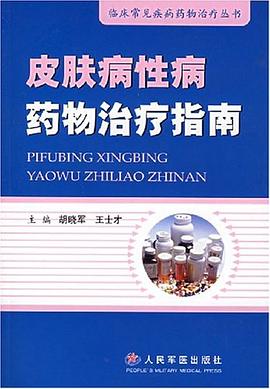 临床常见疾病药物治疗丛书
皮肤病性病
药物治疗指南
PIFUBING XINGBING
YAOWU ZHILIAO ZHINAN
主编 胡晓军 王士才
人民军医出版社
PEOPLE'S MILITARY MEDICAL PRESS